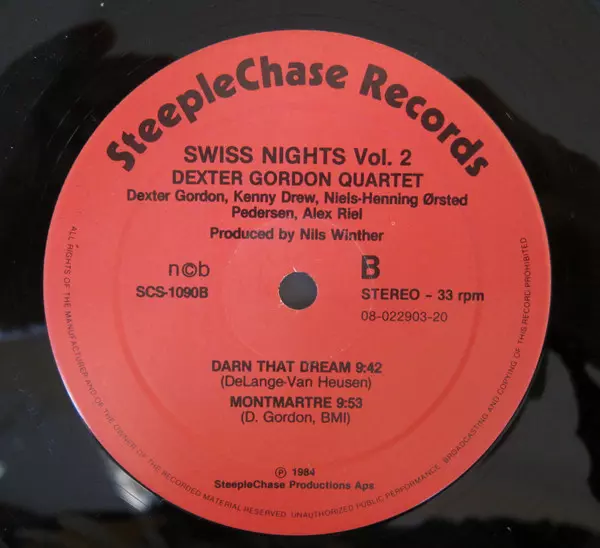 SteepleChase Records
SWISS NIGHTS Vol. 2
DEXTER GORDON QUARTET
Dexter Gordon, Kenny Drew, Niels-Henning Ørsted
Pedersen, Alex Riel
Produced by Nils Winther
n©b
B
SCS-1090B
STEREO - 33 rpm
08-022903-20
DARN THAT DREAM 9:42
(DeLange-Van Heusen)
MONTMARTRE 9:53
(D. Gordon, BMI)
℗ 1984
SteepleChase Productions Aps
ALL RIGHTS OF THE MANUFACTURER AND OF THE OWNER OF THE RECORDED MATERIAL RESERVED. UNAUTHORIZED PUBLIC PERFORMANCE, BROADCASTING AND COPYING OF THIS RECORD PROHIBITED